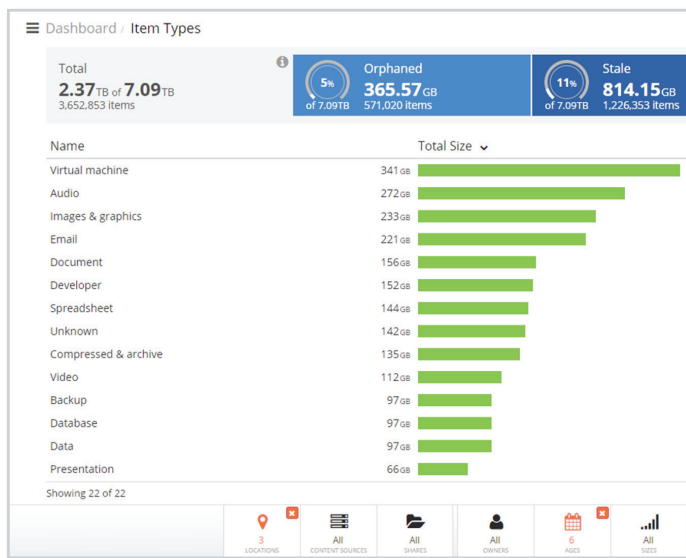 Dashboard / Item Types
Total
2.37TB of 7.09TB
3,652,853 items
5%
of 7.09TB
Orphaned
365.57GB
571,020 items
11%
of 7.09TB
Stale
814.15GB
1,226,353 items
Name Total Size
Virtual machine 341GB
Audio 272GB
Images & graphics 233GB
Email 221GB
Document 156GB
Developer 152GB
Spreadsheet 144GB
Unknown 142GB
Compressed & archive 135GB
Video 112GB
Backup 97GB
Database 97GB
Data 97GB
Presentation 66GB
Showing 22 of 22
3
LOCATIONS
All
CONTENT SOURCES
All
SHARES
All
OWNERS
6
AGES
All
SIZES